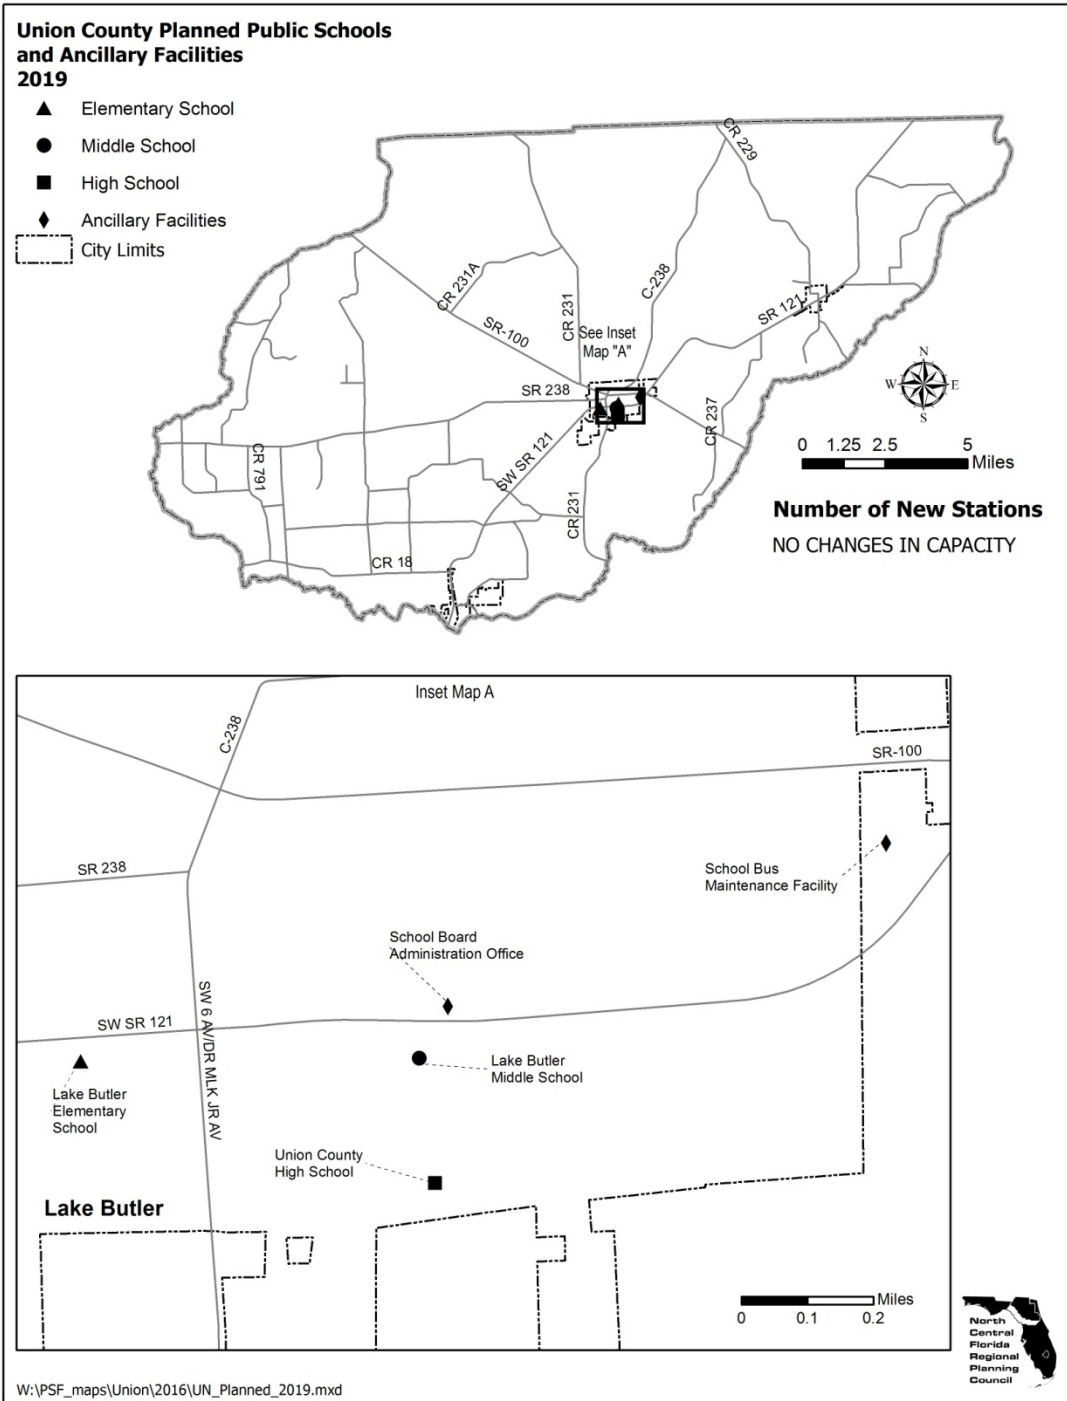 Union County Planned Public Schools
and Ancillary Facilities
2019
Elementary School
Middle School
High School
Ancillary Facilities
City Limits
CR 229
CR 231A
C-238
CR 231
SR-100
SR 121
See Inset
Map "A"
SR 238
CR 237
SW SR 121
CR 791
CR 231
CR 18
N
W
E
S
0 1.25 2.5 5
Miles
Number of New Stations
NO CHANGES IN CAPACITY
Inset Map A
C-238
SR-100
SR 238
School Bus
Maintenance Facility
School Board
Administration Office
SW SR 121
SW 6 AV/DR MLK JR AV
Lake Butler
Middle School
Lake Butler
Elementary
School
Union County
High School
Lake Butler
Miles
0 0.1 0.2
North
Central
Florida
Regional
Planning
Council
W:\PSF_maps\Union\2016\UN_Planned_2019.mxd